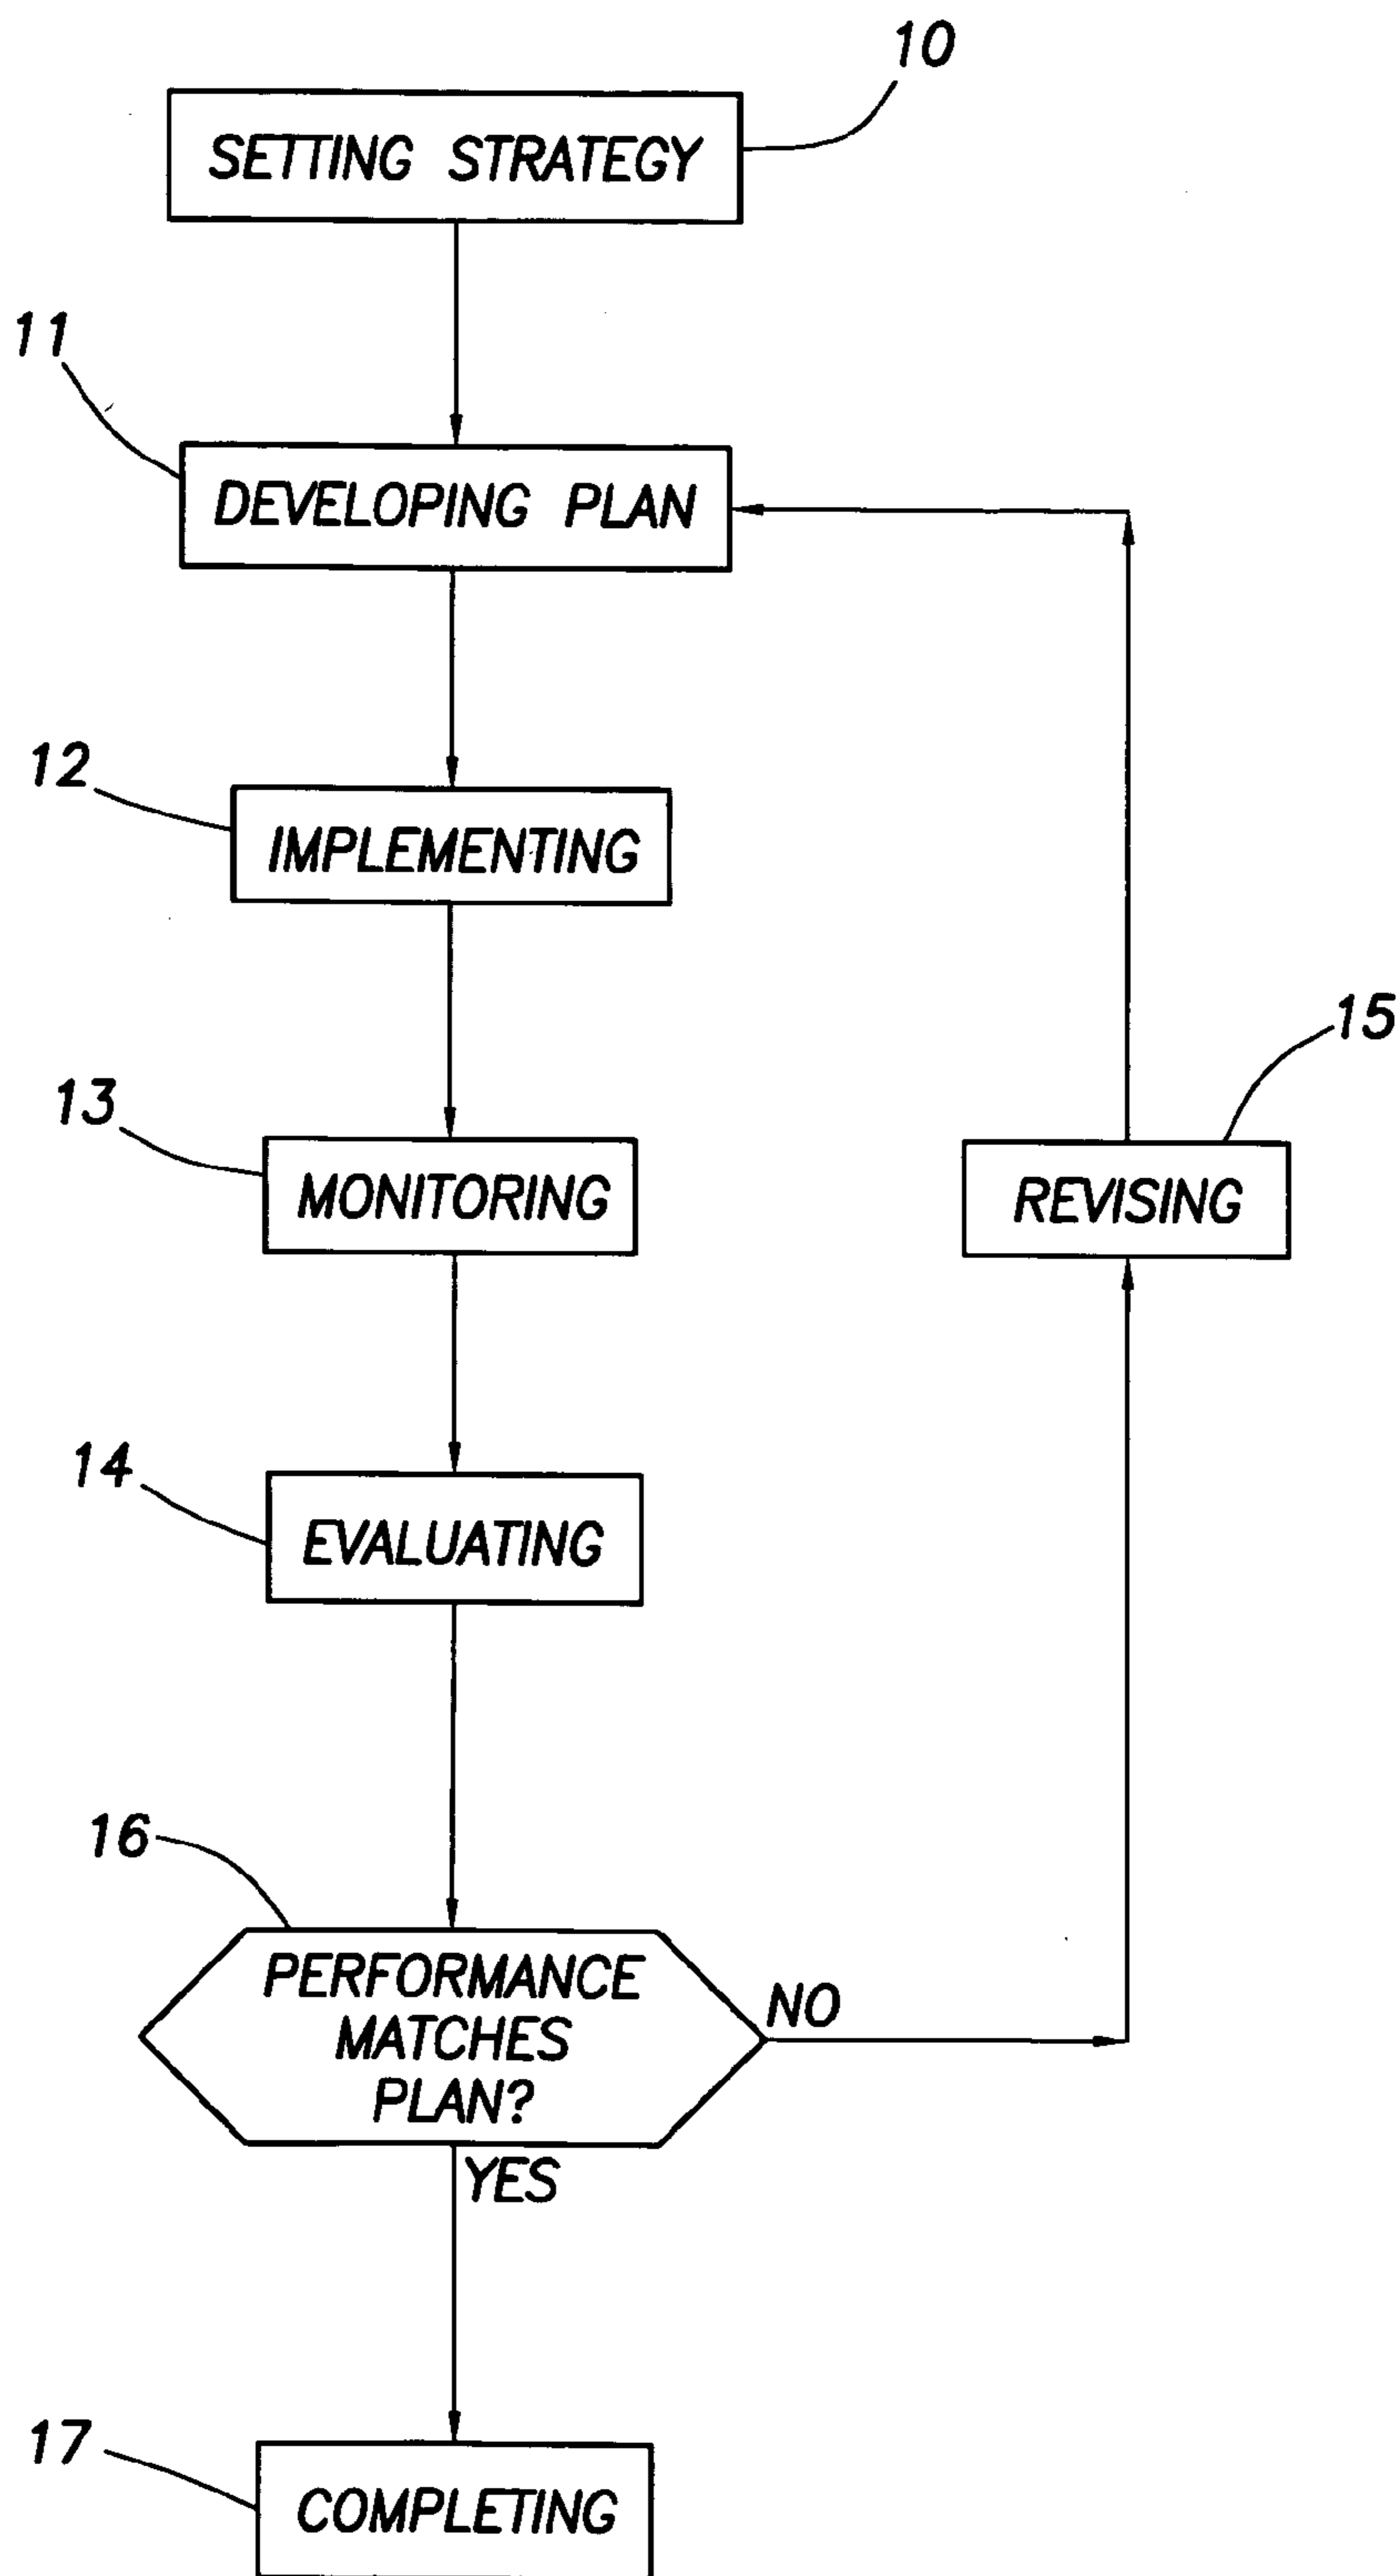 10
SETTING STRATEGY
11
DEVELOPING PLAN
12
IMPLEMENTING
13
MONITORING
15
REVISING
14
EVALUATING
16
PERFORMANCE
MATCHES
PLAN?
NO
YES
17
COMPLETING